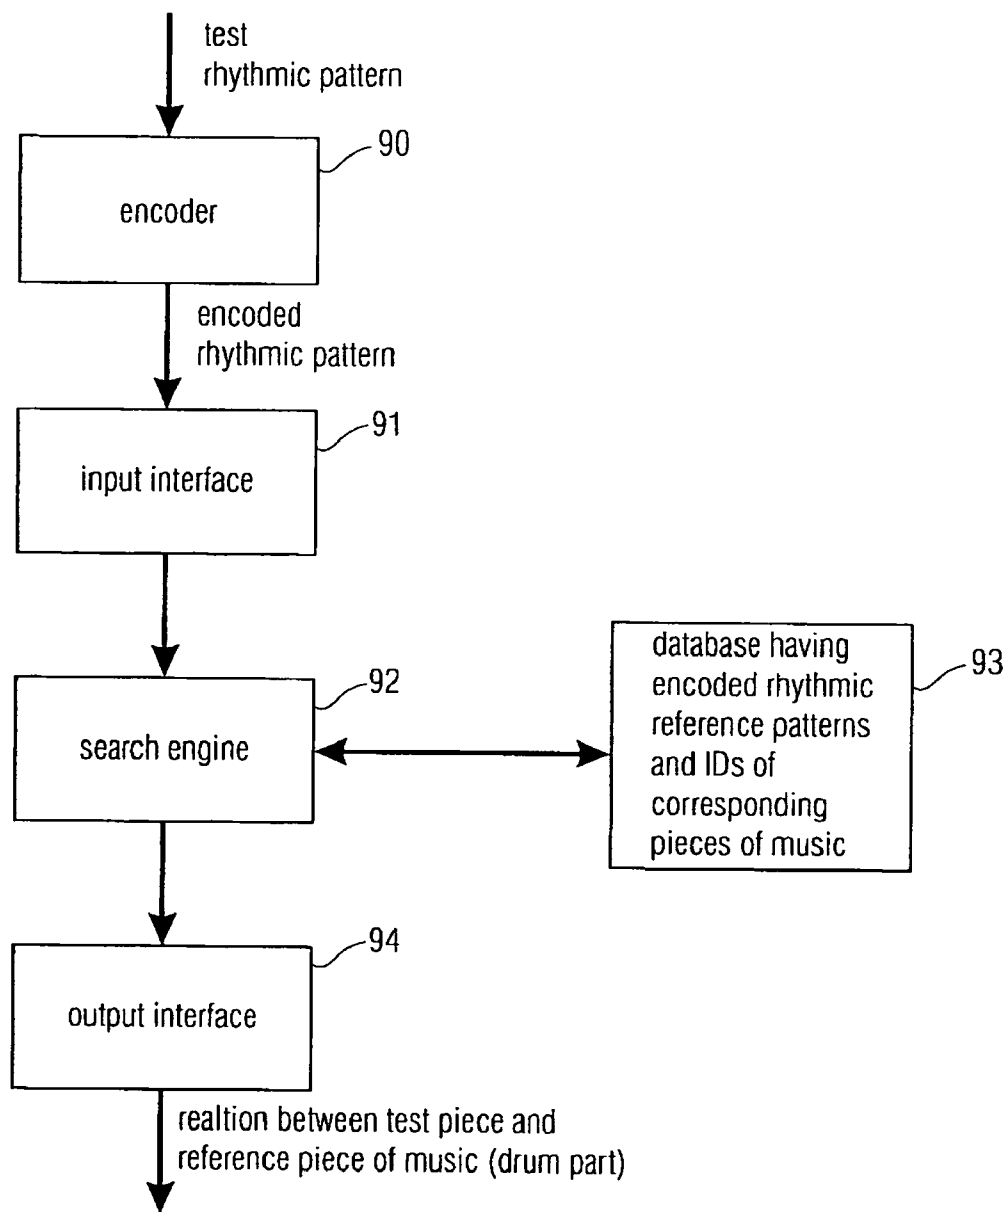 test
rhythmic pattern
90
encoder
encoded
rhythmic pattern
91
input interface
92
search engine
database having
encoded rhythmic
reference patterns
and IDs of
corresponding
pieces of music
93
94
output interface
realtion between test piece and
reference piece of music (drum part)